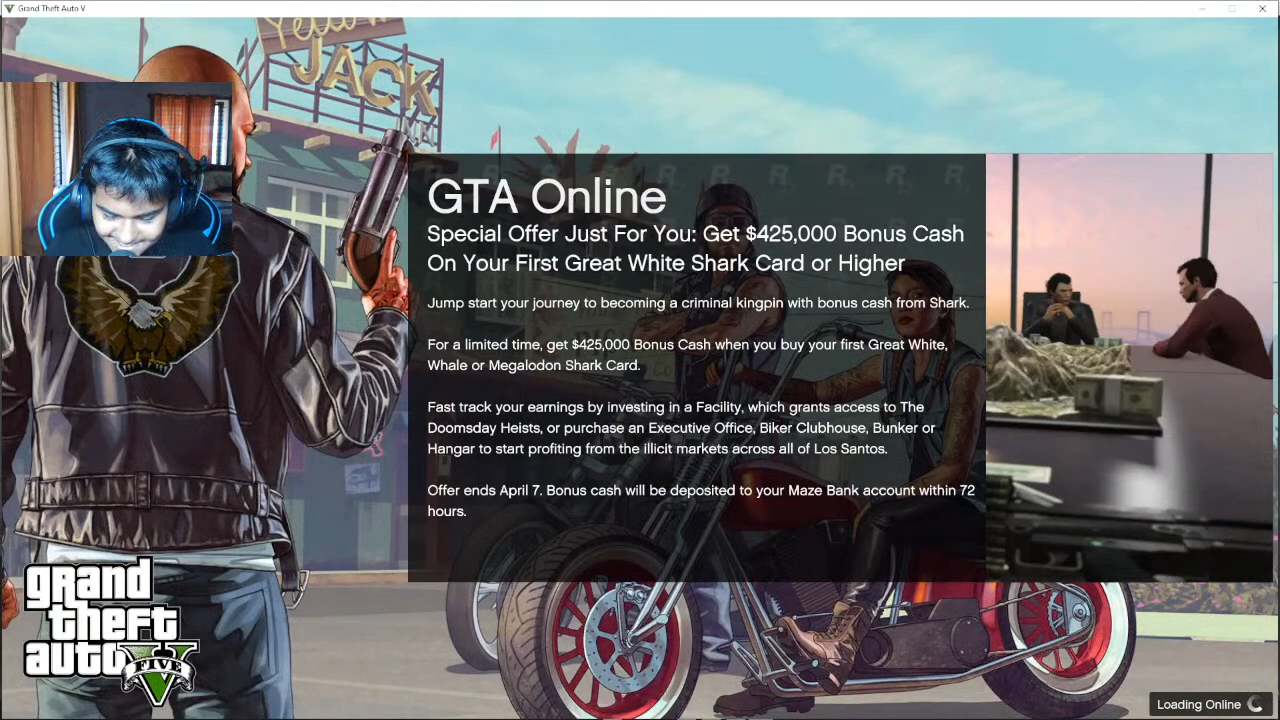 Grand Theft Auto V
Yellow
JACK
GTA Online
Special Offer Just For You: Get $425,000 Bonus Cash
On Your First Great White Shark Card or Higher
Jump start your journey to becoming a criminal kingpin with bonus cash from Shark.
For a limited time, get $425,000 Bonus Cash when you buy your first Great White,
Whale or Megalodon Shark Card.
Fast track your earnings by investing in a Facility, which grants access to The
Doomsday Heists, or purchase an Executive Office, Biker Clubhouse, Bunker or
Hangar to start profiting from the illicit markets across all of Los Santos.
Offer ends April 7. Bonus cash will be deposited to your Maze Bank account within 72
hours.
grand
theft
auto V
FIVE
Loading Online